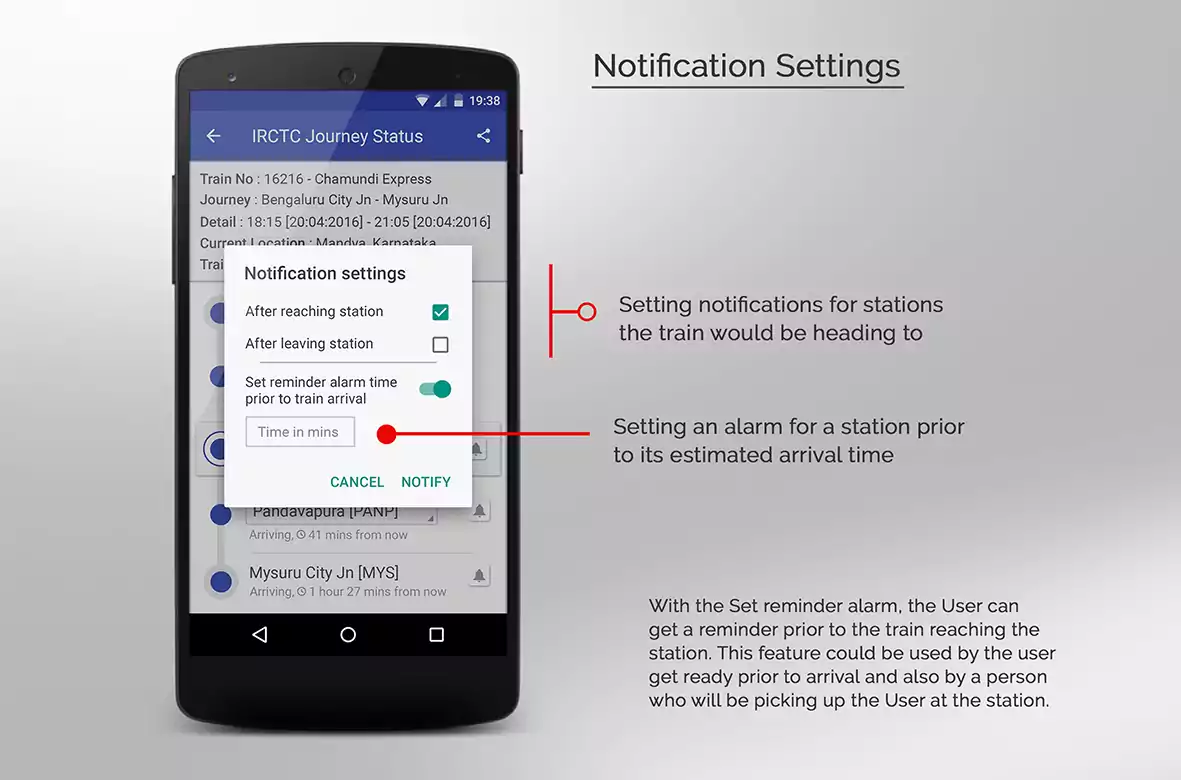 Notification Settings
19:38
IRCTC Journey Status
Train No : 16216 - Chamundi Express
Journey : Bengaluru City Jn - Mysuru Jn
Detail : 18:15 [20:04:2016] - 21:05 [20:04:2016]
Current Location : Mandya, Karnataka
Trai
Notification settings
After reaching station
After leaving station
Set reminder alarm time
prior to train arrival
Time in mins
CANCEL NOTIFY
Pandavapura [PANP]
Arriving, 41 mins from now
Mysuru City Jn [MYS]
Arriving, 1 hour 27 mins from now
Setting notifications for stations
the train would be heading to
Setting an alarm for a station prior
to its estimated arrival time
With the Set reminder alarm, the User can
get a reminder prior to the train reaching the
station. This feature could be used by the user
get ready prior to arrival and also by a person
who will be picking up the User at the station.